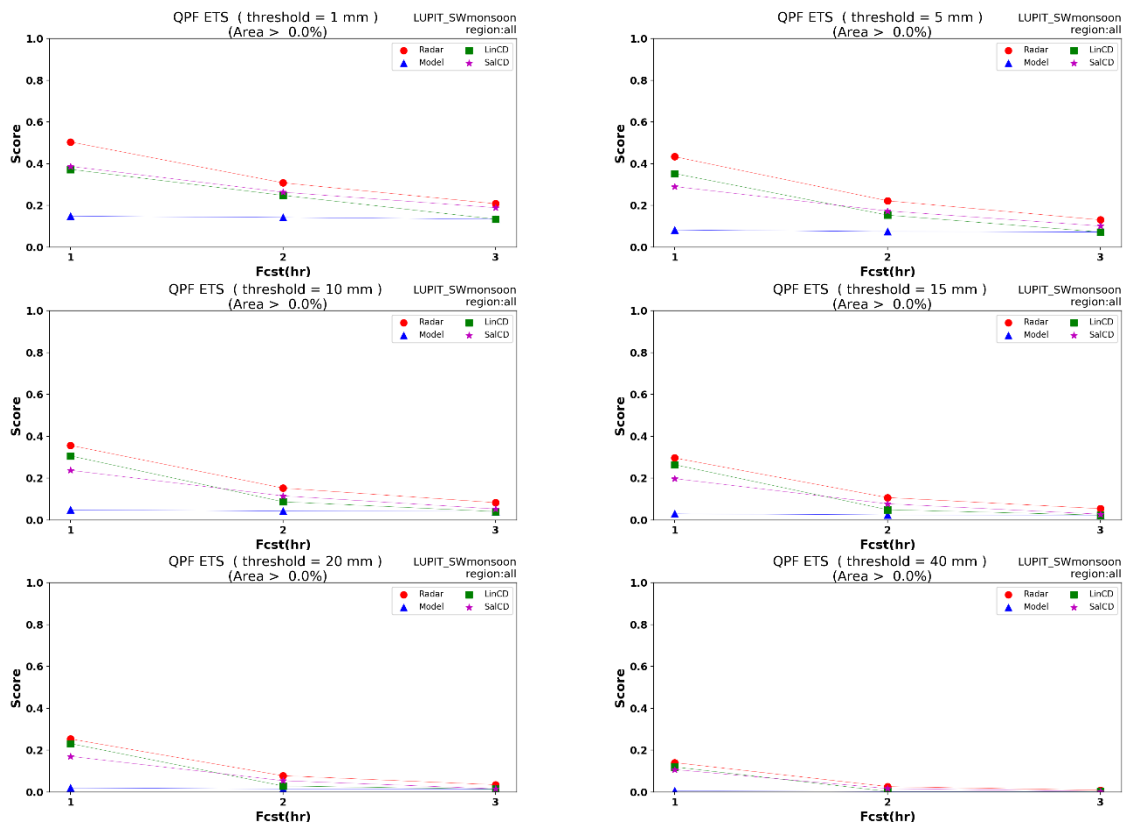 QPF ETS ( threshold = 1 mm )
(Area > 0.0%)
LUPIT_SWmonsoon
region:all
Radar
Model
LinCD
SalCD
1.0
0.8
0.6
0.4
0.2
0.0
Score
1 2 3
Fcst(hr)
QPF ETS ( threshold = 5 mm )
(Area > 0.0%)
LUPIT_SWmonsoon
region:all
Radar
Model
LinCD
SalCD
1.0
0.8
0.6
0.4
0.2
0.0
Score
1 2 3
Fcst(hr)
QPF ETS ( threshold = 10 mm )
(Area > 0.0%)
LUPIT_SWmonsoon
region:all
Radar
Model
LinCD
SalCD
1.0
0.8
0.6
0.4
0.2
0.0
Score
1 2 3
Fcst(hr)
QPF ETS ( threshold = 15 mm )
(Area > 0.0%)
LUPIT_SWmonsoon
region:all
Radar
Model
LinCD
SalCD
1.0
0.8
0.6
0.4
0.2
0.0
Score
1 2 3
Fcst(hr)
QPF ETS ( threshold = 20 mm )
(Area > 0.0%)
LUPIT_SWmonsoon
region:all
Radar
Model
LinCD
SalCD
1.0
0.8
0.6
0.4
0.2
0.0
Score
1 2 3
Fcst(hr)
QPF ETS ( threshold = 40 mm )
(Area > 0.0%)
LUPIT_SWmonsoon
region:all
Radar
Model
LinCD
SalCD
1.0
0.8
0.6
0.4
0.2
0.0
Score
1 2 3
Fcst(hr)